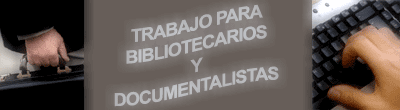 TRABAJO PARA
BIBLIOTECARIOS
Y
DOCUMENTALISTAS